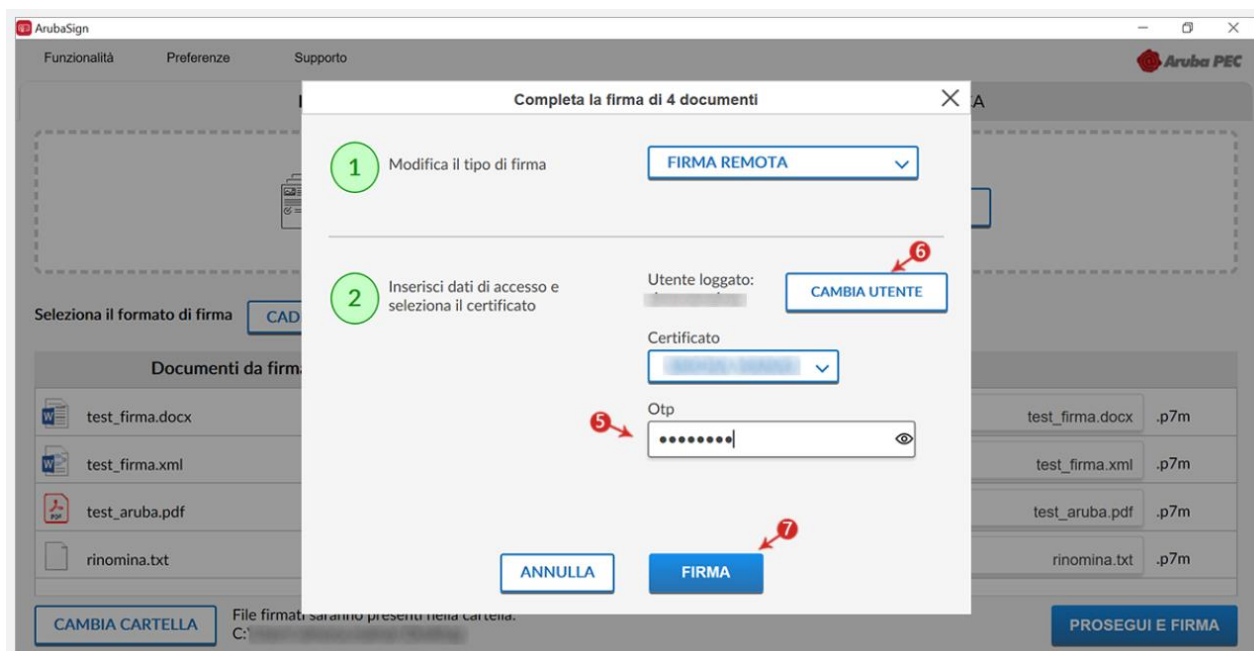 ArubaSign
Funzionalità Preferenze Supporto
Aruba PEC
Completa la firma di 4 documenti
A
1 Modifica il tipo di firma FIRMA REMOTA
6
2 Inserisci dati di accesso e
seleziona il certificato
Utente loggato:
CAMBIA UTENTE
Certificato
Otp
5
7
ANNULLA FIRMA
Seleziona il formato di firma CAD
Documenti da firma
test_firma.docx test_firma.docx .p7m
test_firma.xml test_firma.xml .p7m
test_aruba.pdf test_aruba.pdf .p7m
rinomina.txt rinomina.txt .p7m
CAMBIA CARTELLA
File firmati saranno presenti nella cartella:
C:\
PROSEGUI E FIRMA